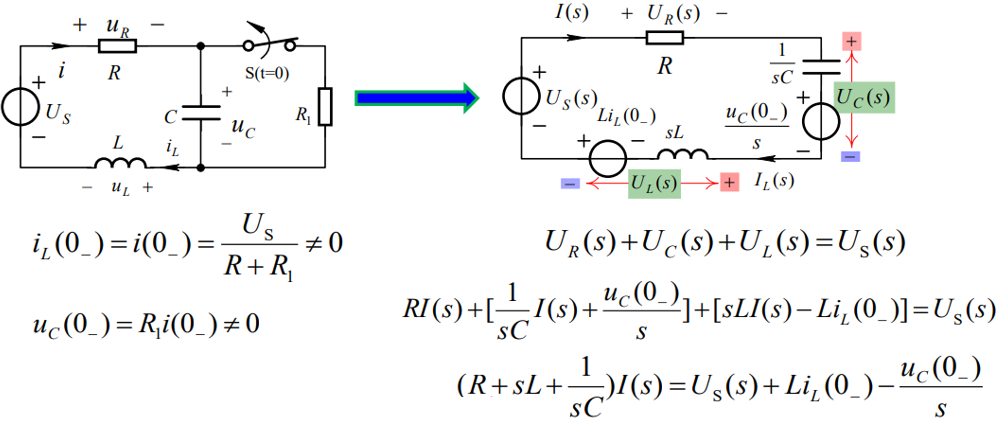 + u_R −
i
R
S(t=0)
+
U_S
−
C
+
u_C
−
R_1
L
i_L
− u_L +
I(s) + U_R(s) −
R
1/sC
+
+
U_S(s)
−
Li_L(0_−)
+ −
sL
u_C(0_−)/s
+
−
U_C(s)
−
− U_L(s) +
I_L(s)
i_L(0_−) = i(0_−) = U_S/(R + R_1) ≠ 0
u_C(0_−) = R_1 i(0_−) ≠ 0
U_R(s) + U_C(s) + U_L(s) = U_S(s)
RI(s) + [1/sC I(s) + u_C(0_−)/s] + [sLI(s) − Li_L(0_−)] = U_S(s)
(R + sL + 1/sC)I(s) = U_S(s) + Li_L(0_−) − u_C(0_−)/s